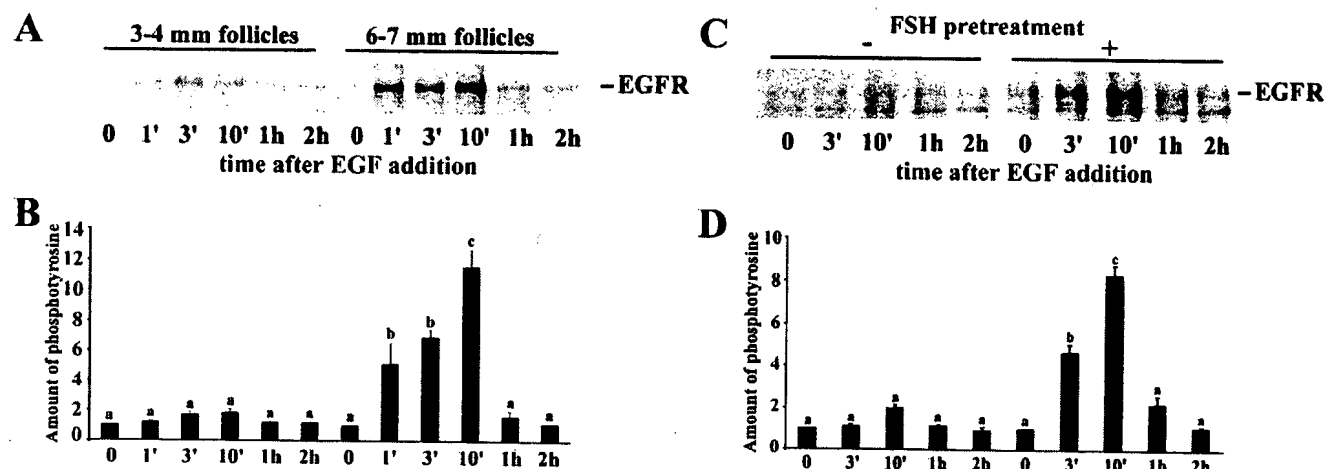 A
3-4 mm follicles 6-7 mm follicles
-EGFR
0 1' 3' 10' 1h 2h 0 1' 3' 10' 1h 2h
time after EGF addition
B
Amount of phosphotyrosine
14
12
10
8
6
4
2
0
a a a a a a a b b c a a
0 1' 3' 10' 1h 2h 0 1' 3' 10' 1h 2h
C
FSH pretreatment
- +
-EGFR
0 3' 10' 1h 2h 0 3' 10' 1h 2h
time after EGF addition
D
Amount of phosphotyrosine
10
8
6
4
2
0
a a a a a a b c a a
0 3' 10' 1h 2h 0 3' 10' 1h 2h